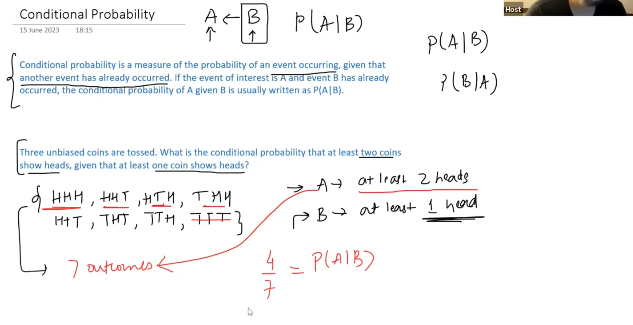 Conditional Probability
15 June 2023 18:15
A ← B P(A|B)
Host
P(A|B)
P(B|A)
Conditional probability is a measure of the probability of an event occurring, given that
another event has already occurred. If the event of interest is A and event B has already
occurred, the conditional probability of A given B is usually written as P(A|B).
Three unbiased coins are tossed. What is the conditional probability that at least two coins
show heads, given that at least one coin shows heads?
{ HHH, HHT, HTH, THH
HTT, THT, TTH, TTT }
→ A → at least 2 heads
→ B → at least 1 head
→ 7 outcomes ←
4/7 = P(A|B)